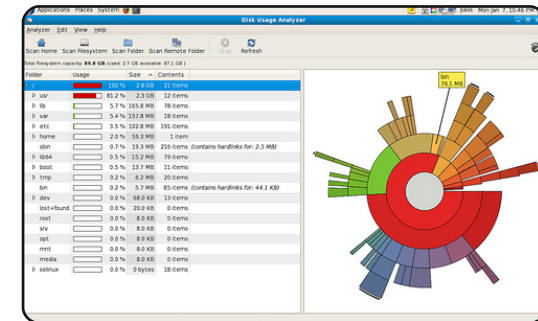 Applications Places System pavs Mon Jan 7, 10:46 PM
Disk Usage Analyzer
Analyzer Edit View Help
Scan Home Scan Filesystem Scan Folder Scan Remote Folder Stop Refresh
Total filesystem capacity: 89.8 GB (used: 2.7 GB available: 87.1 GB )
Folder Usage Size Contents
/ 100 % 2.8 GB 21 items
usr 81.2 % 2.3 GB 12 items
lib 5.7 % 165.8 MB 78 items
var 5.4 % 157.8 MB 18 items
etc 3.5 % 102.8 MB 191 items
home 2.0 % 59.3 MB 1 item
sbin 0.7 % 19.3 MB 216 items (contains hardlinks for: 2.5 MB)
lib64 0.5 % 15.2 MB 79 items
boot 0.5 % 13.7 MB 11 items
tmp 0.2 % 6.2 MB 20 items
bin 0.2 % 5.7 MB 85 items (contains hardlinks for: 44.1 KB)
dev 0.0 % 68.0 KB 13 items
lost+found 0.0 % 20.0 KB 0 items
root 0.0 % 8.0 KB 0 items
srv 0.0 % 8.0 KB 0 items
opt 0.0 % 8.0 KB 0 items
mnt 0.0 % 8.0 KB 0 items
media 0.0 % 8.0 KB 0 items
selinux 0.0 % 0 bytes 18 items
bin
79.1 MB